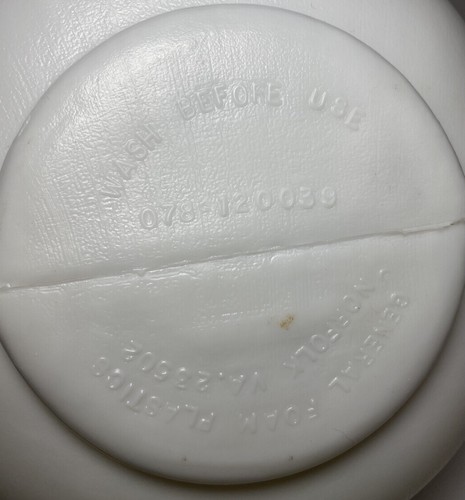 WASH BEFORE USE
078-120039
GENERAL FOAM PLASTICS
NORFOLK VA. 23502